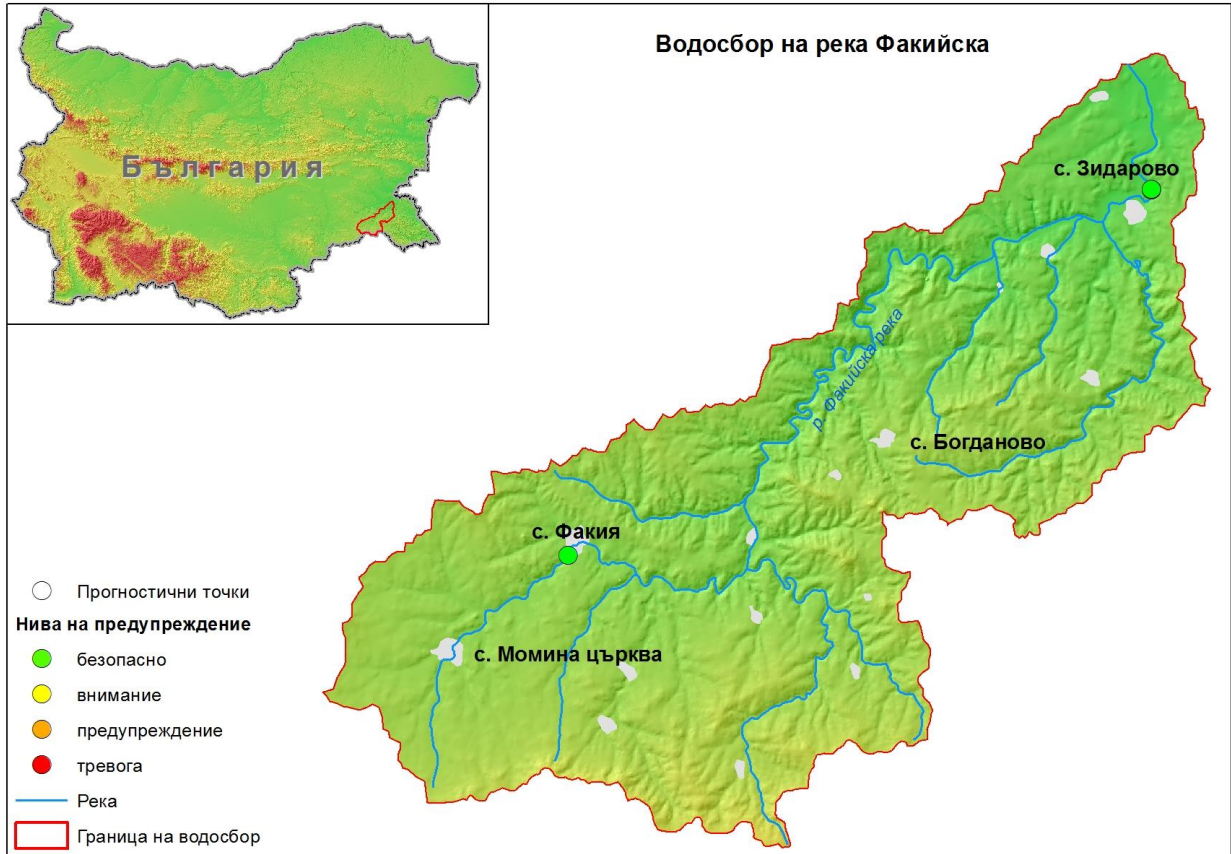 Водосбор на река Факийска
България
с. Зидарово
р. Факийска река
с. Богданово
с. Факия
с. Момина църква
Прогностични точки
Нива на предупреждение
безопасно
внимание
предупреждение
тревога
Река
Граница на водосбор